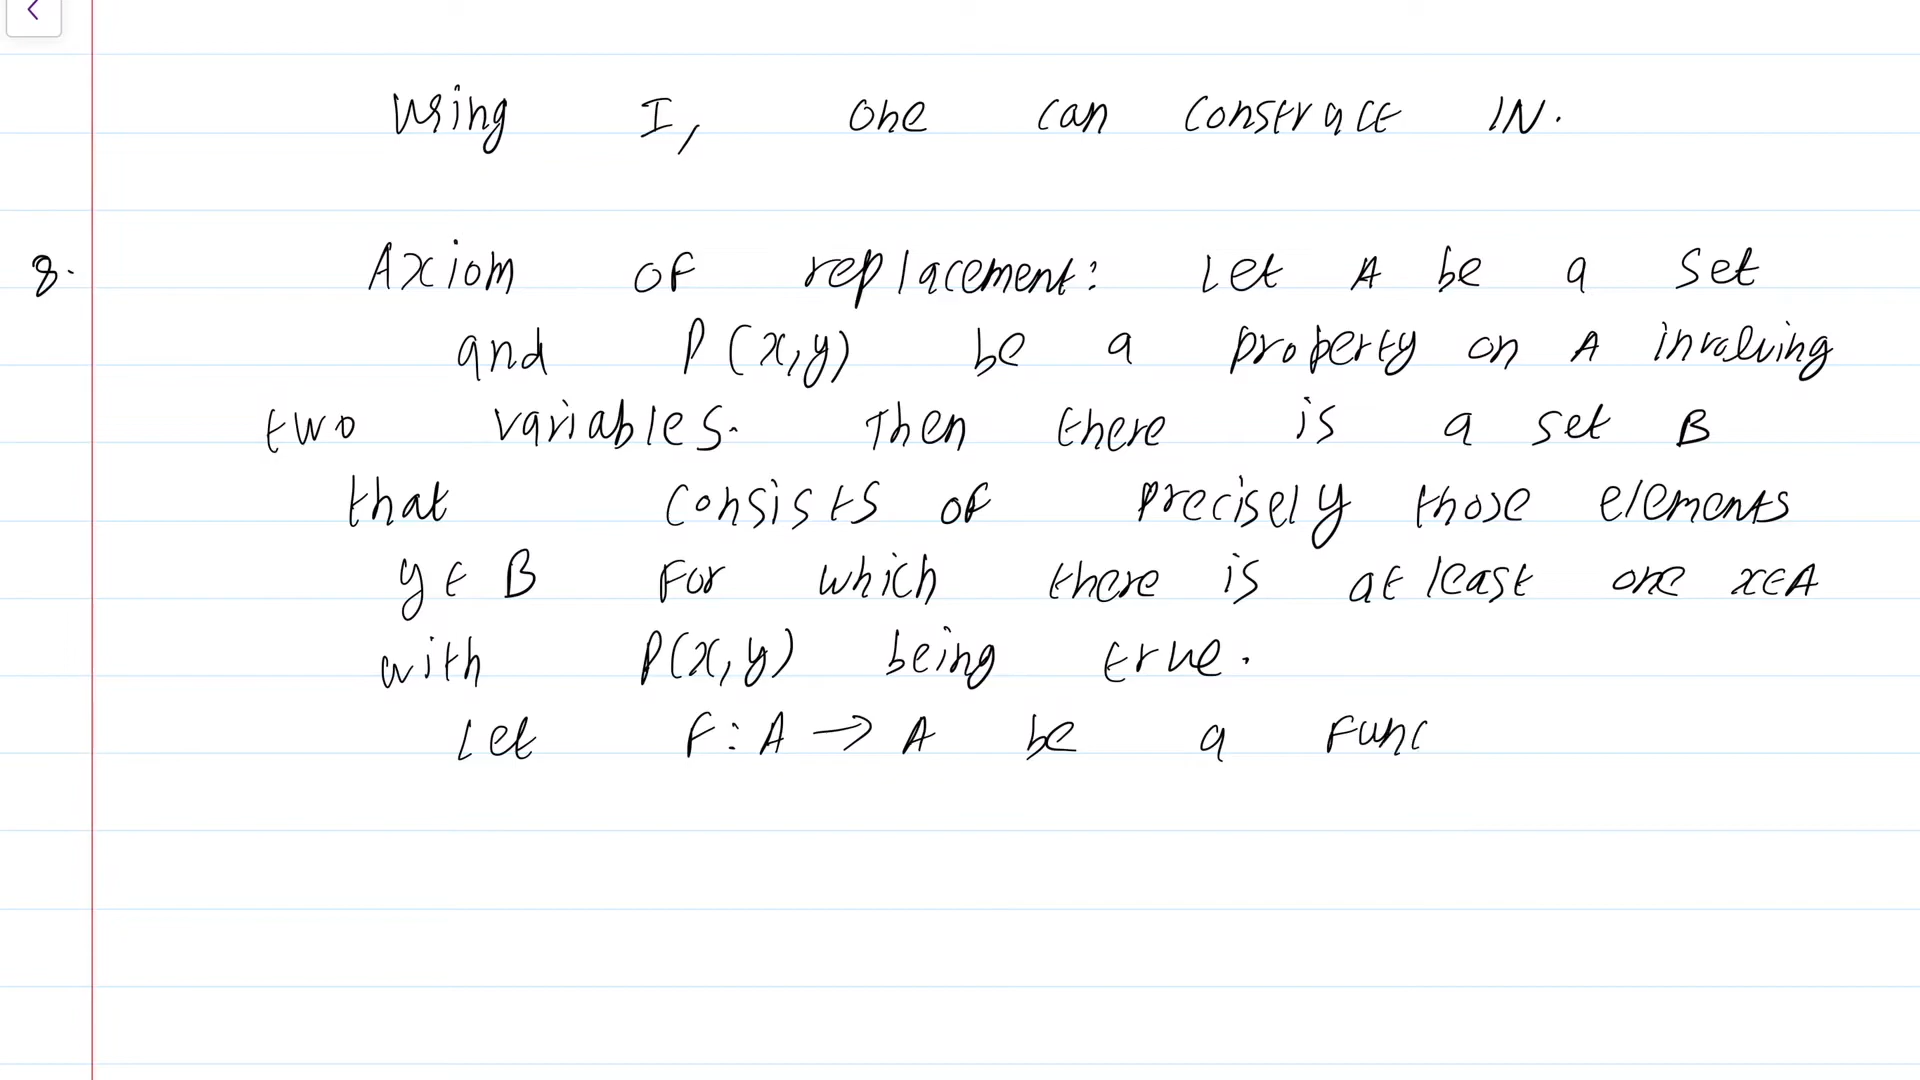 using I, one can construct IN.
8. Axiom of replacement: Let A be a set
and P(x,y) be a property on A involving
two variables. Then there is a set B
that consists of precisely those elements
y ∈ B for which there is at least one x∈A
with P(x,y) being true.
Let F: A → A be a func